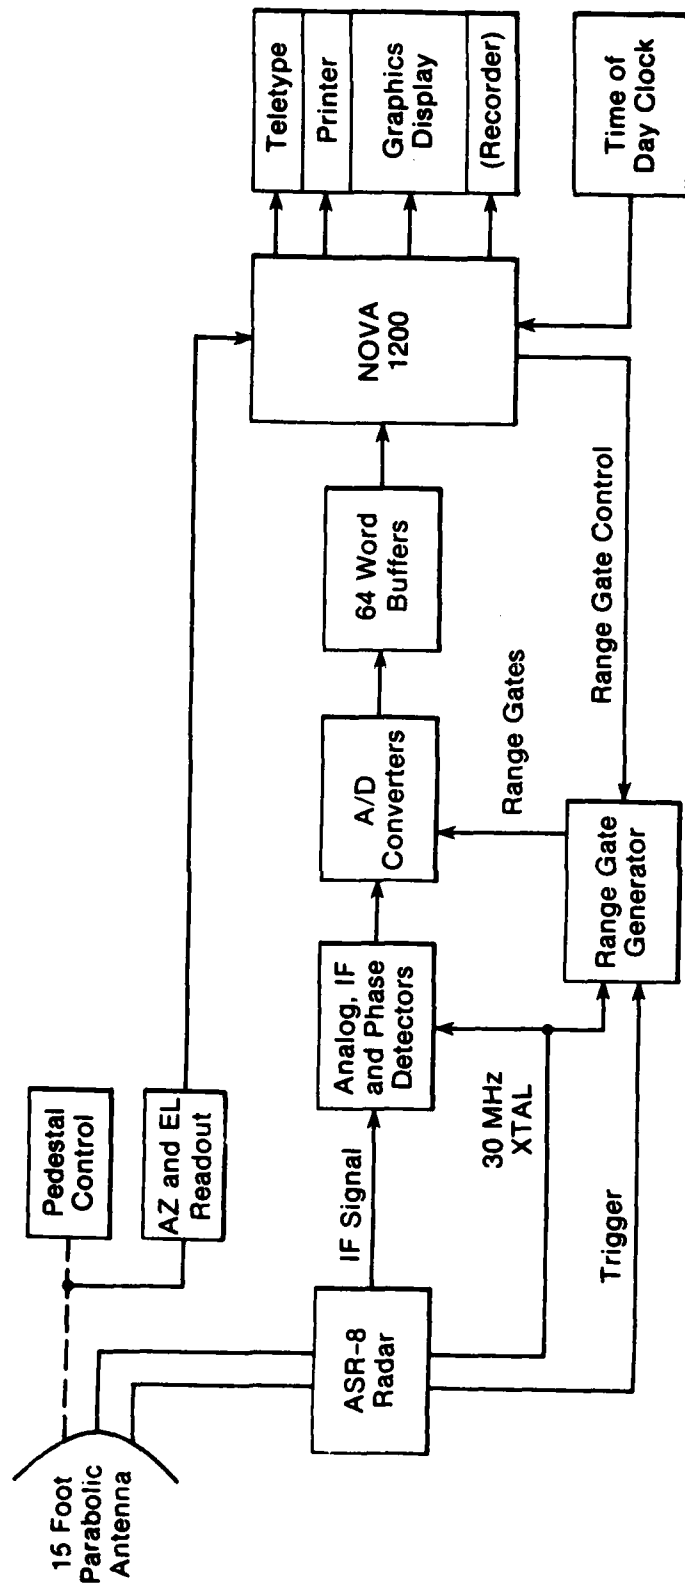 15 Foot
Parabolic
Antenna
Pedestal
Control
AZ and EL
Readout
ASR-8
Radar
IF Signal
30 MHz
XTAL
Trigger
Analog, IF
and Phase
Detectors
A/D
Converters
64 Word
Buffers
Range Gates
Range Gate
Generator
Range Gate Control
NOVA
1200
Teletype
Printer
Graphics
Display
(Recorder)
Time of
Day Clock